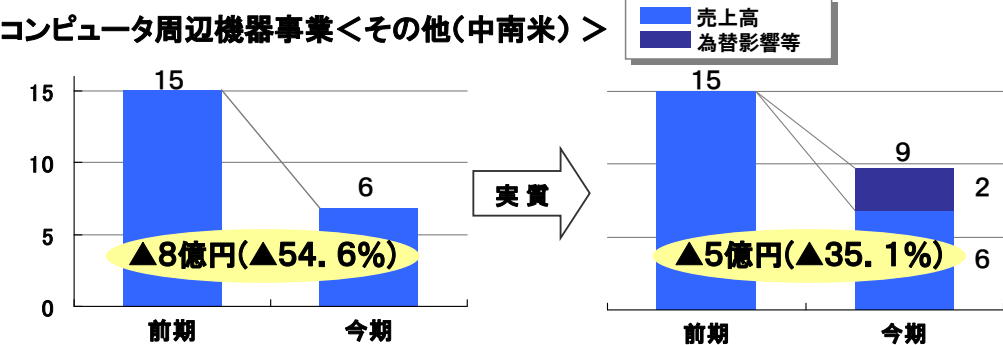 コンピュータ周辺機器事業＜その他（中南米）＞
売上高
為替影響等
15
10
5
0
15
6
▲8億円(▲54．6%)
前期
今期
実質
15
9
2
6
▲5億円(▲35．1%)
前期
今期